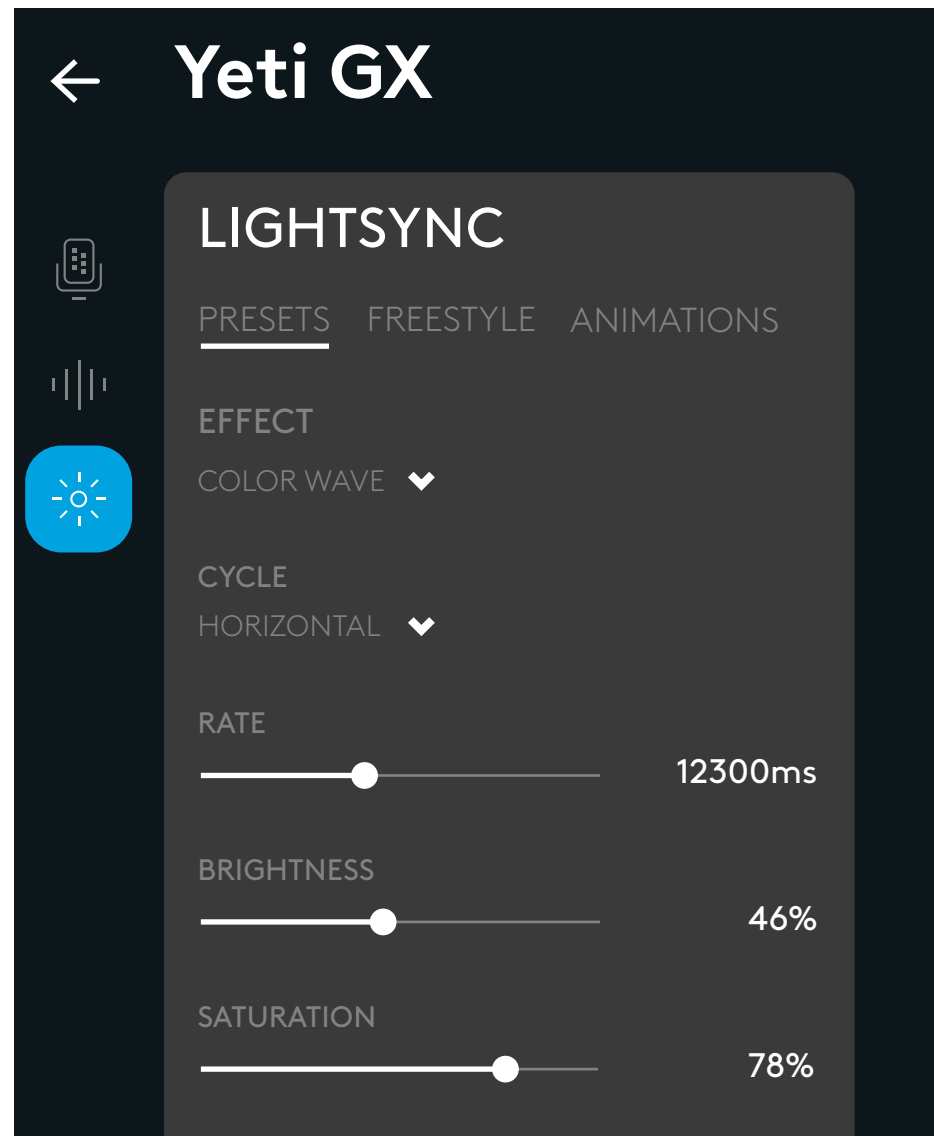 Yeti GX
LIGHTSYNC
PRESETS FREESTYLE ANIMATIONS
EFFECT
COLOR WAVE
CYCLE
HORIZONTAL
RATE
12300ms
BRIGHTNESS
46%
SATURATION
78%